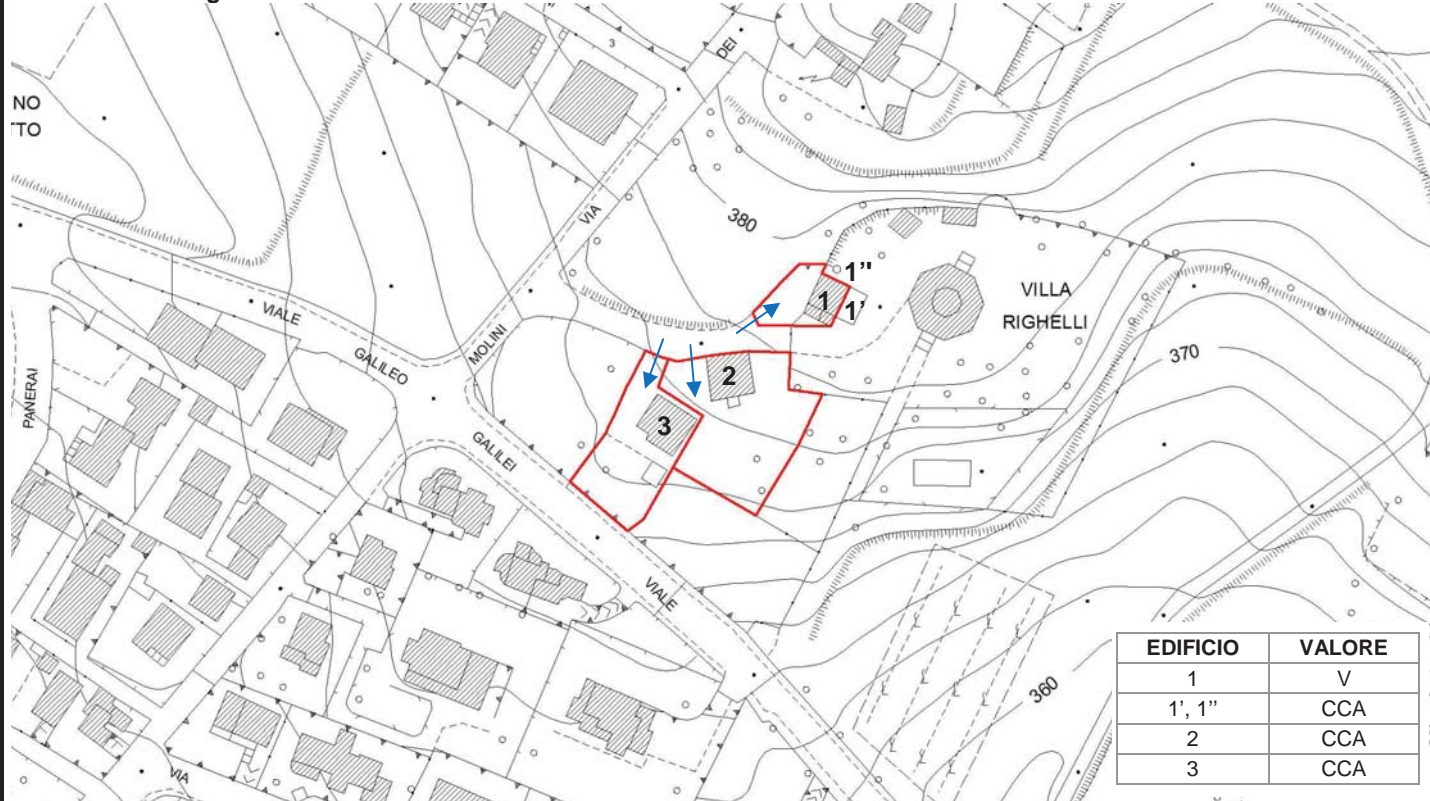 3
DEI
NO
TTO
VIA
380
1''
1
1'
VILLA
RIGHELLI
VIALE
GALILEO
MOLINI
370
2
3
PANERAI
GALILEI
VIALE
360
VIA
EDIFICIO VALORE
1 V
1', 1'' CCA
2 CCA
3 CCA